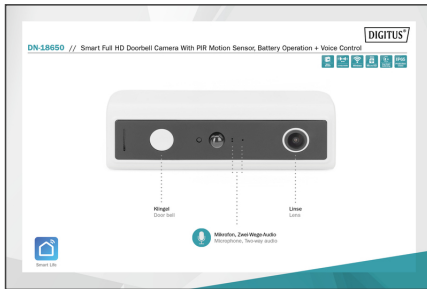 DIGITUS®
DN-18650 // Smart Full HD Doorbell Camera With PIR Motion Sensor, Battery Operation + Voice Control
IP45
Klingel
Door bell
Linse
Lens
Mikrofon, Zwei-Wege-Audio
Microphone, Two-way audio
Smart Life